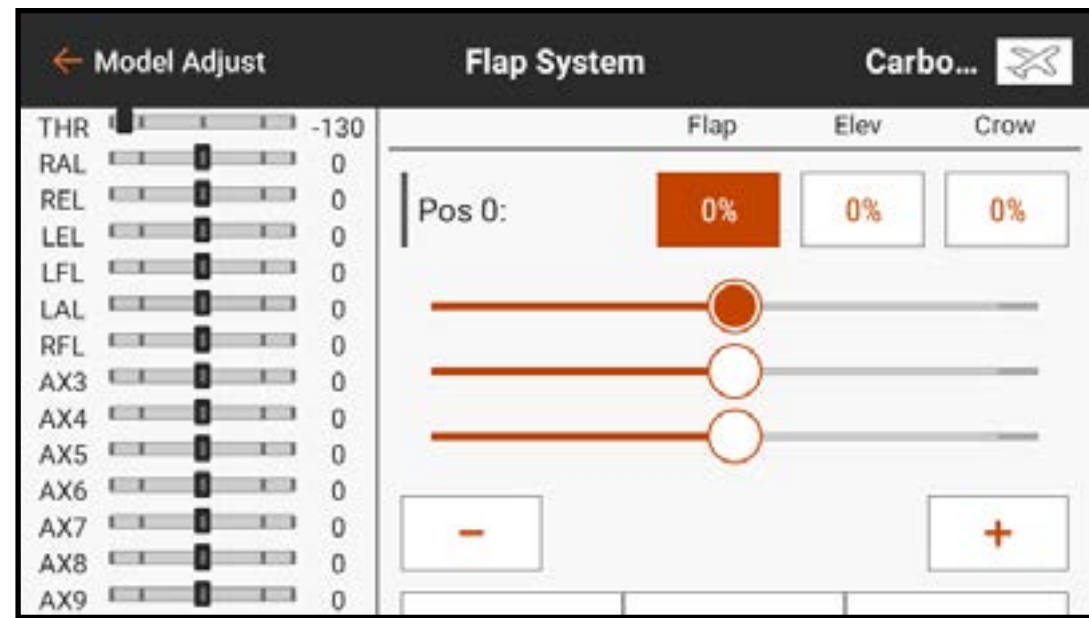 ← Model Adjust Flap System Carbo...
THR -130
RAL 0
REL 0
LEL 0
LFL 0
LAL 0
RFL 0
AX3 0
AX4 0
AX5 0
AX6 0
AX7 0
AX8 0
AX9 0
Flap Elev Crow
Pos 0: 0% 0% 0%
- +